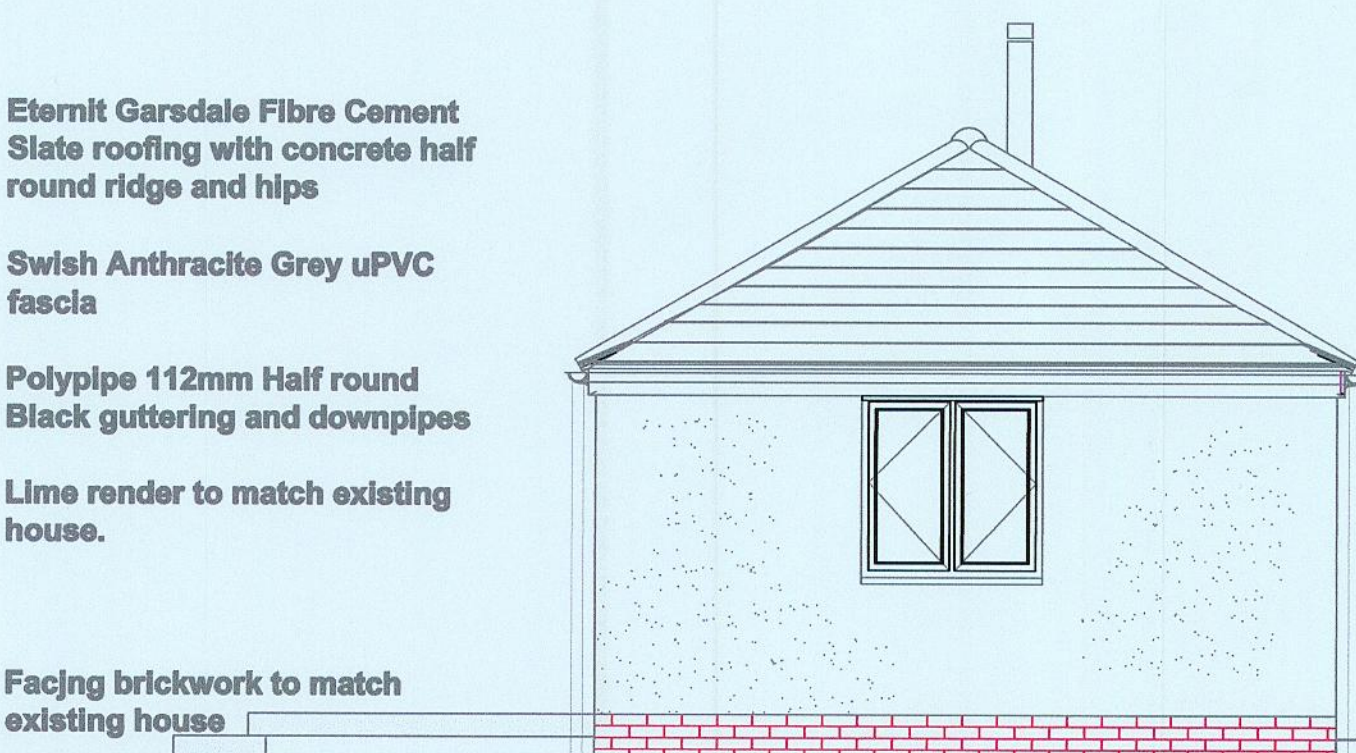 Eternit Garsdale Fibre Cement
Slate roofing with concrete half
round ridge and hips
Swish Anthracite Grey uPVC
fascia
Polypipe 112mm Half round
Black guttering and downpipes
Lime render to match existing
house.
Facing brickwork to match
existing house